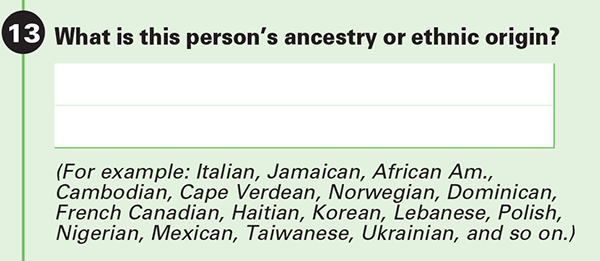 13 What is this person's ancestry or ethnic origin?
(For example: Italian, Jamaican, African Am.,
Cambodian, Cape Verdean, Norwegian, Dominican,
French Canadian, Haitian, Korean, Lebanese, Polish,
Nigerian, Mexican, Taiwanese, Ukrainian, and so on.)